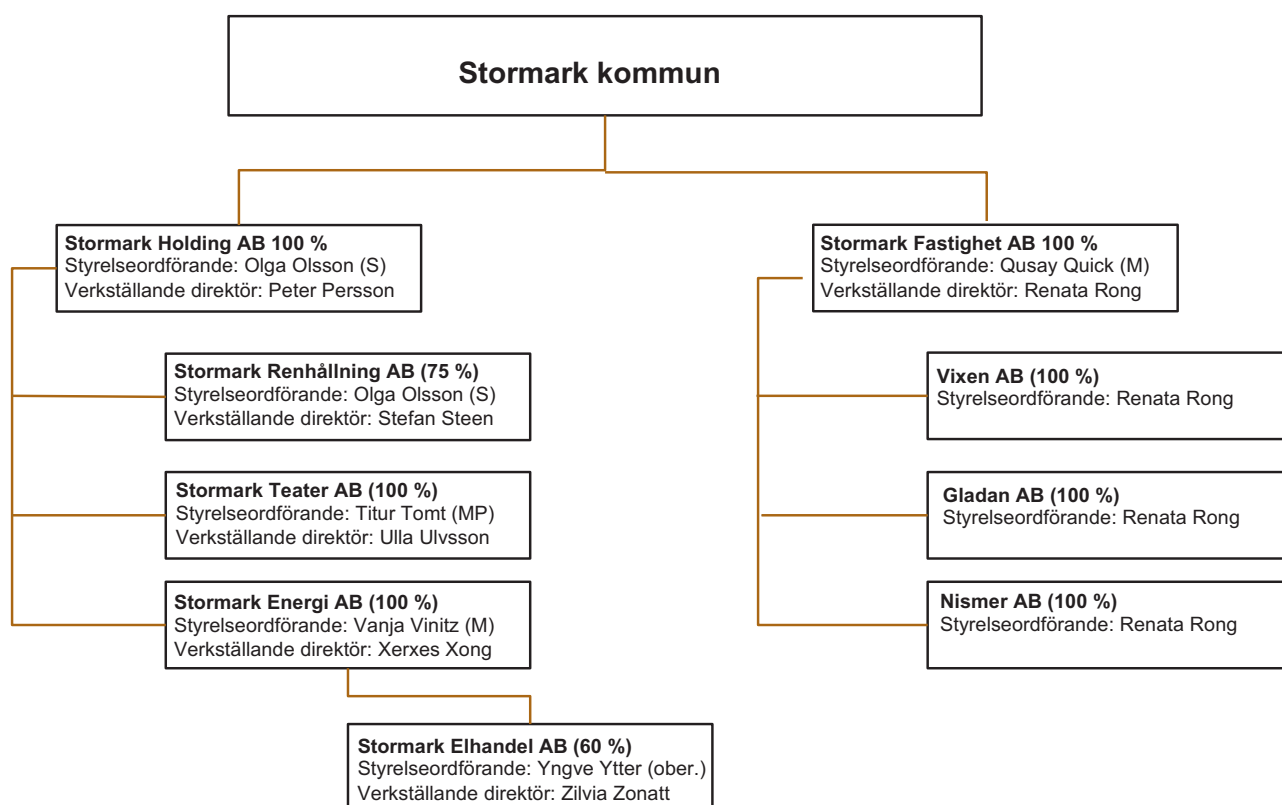 Stormark kommun
Stormark Holding AB 100 %
Styrelseordförande: Olga Olsson (S)
Verkställande direktör: Peter Persson
Stormark Renhållning AB (75 %)
Styrelseordförande: Olga Olsson (S)
Verkställande direktör: Stefan Steen
Stormark Teater AB (100 %)
Styrelseordförande: Titur Tomt (MP)
Verkställande direktör: Ulla Ulvsson
Stormark Energi AB (100 %)
Styrelseordförande: Vanja Vinitz (M)
Verkställande direktör: Xerxes Xong
Stormark Elhandel AB (60 %)
Styrelseordförande: Yngve Ytter (ober.)
Verkställande direktör: Zilvia Zonatt
Stormark Fastighet AB 100 %
Styrelseordförande: Qusay Quick (M)
Verkställande direktör: Renata Rong
Vixen AB (100 %)
Styrelseordförande: Renata Rong
Gladan AB (100 %)
Styrelseordförande: Renata Rong
Nismer AB (100 %)
Styrelseordförande: Renata Rong